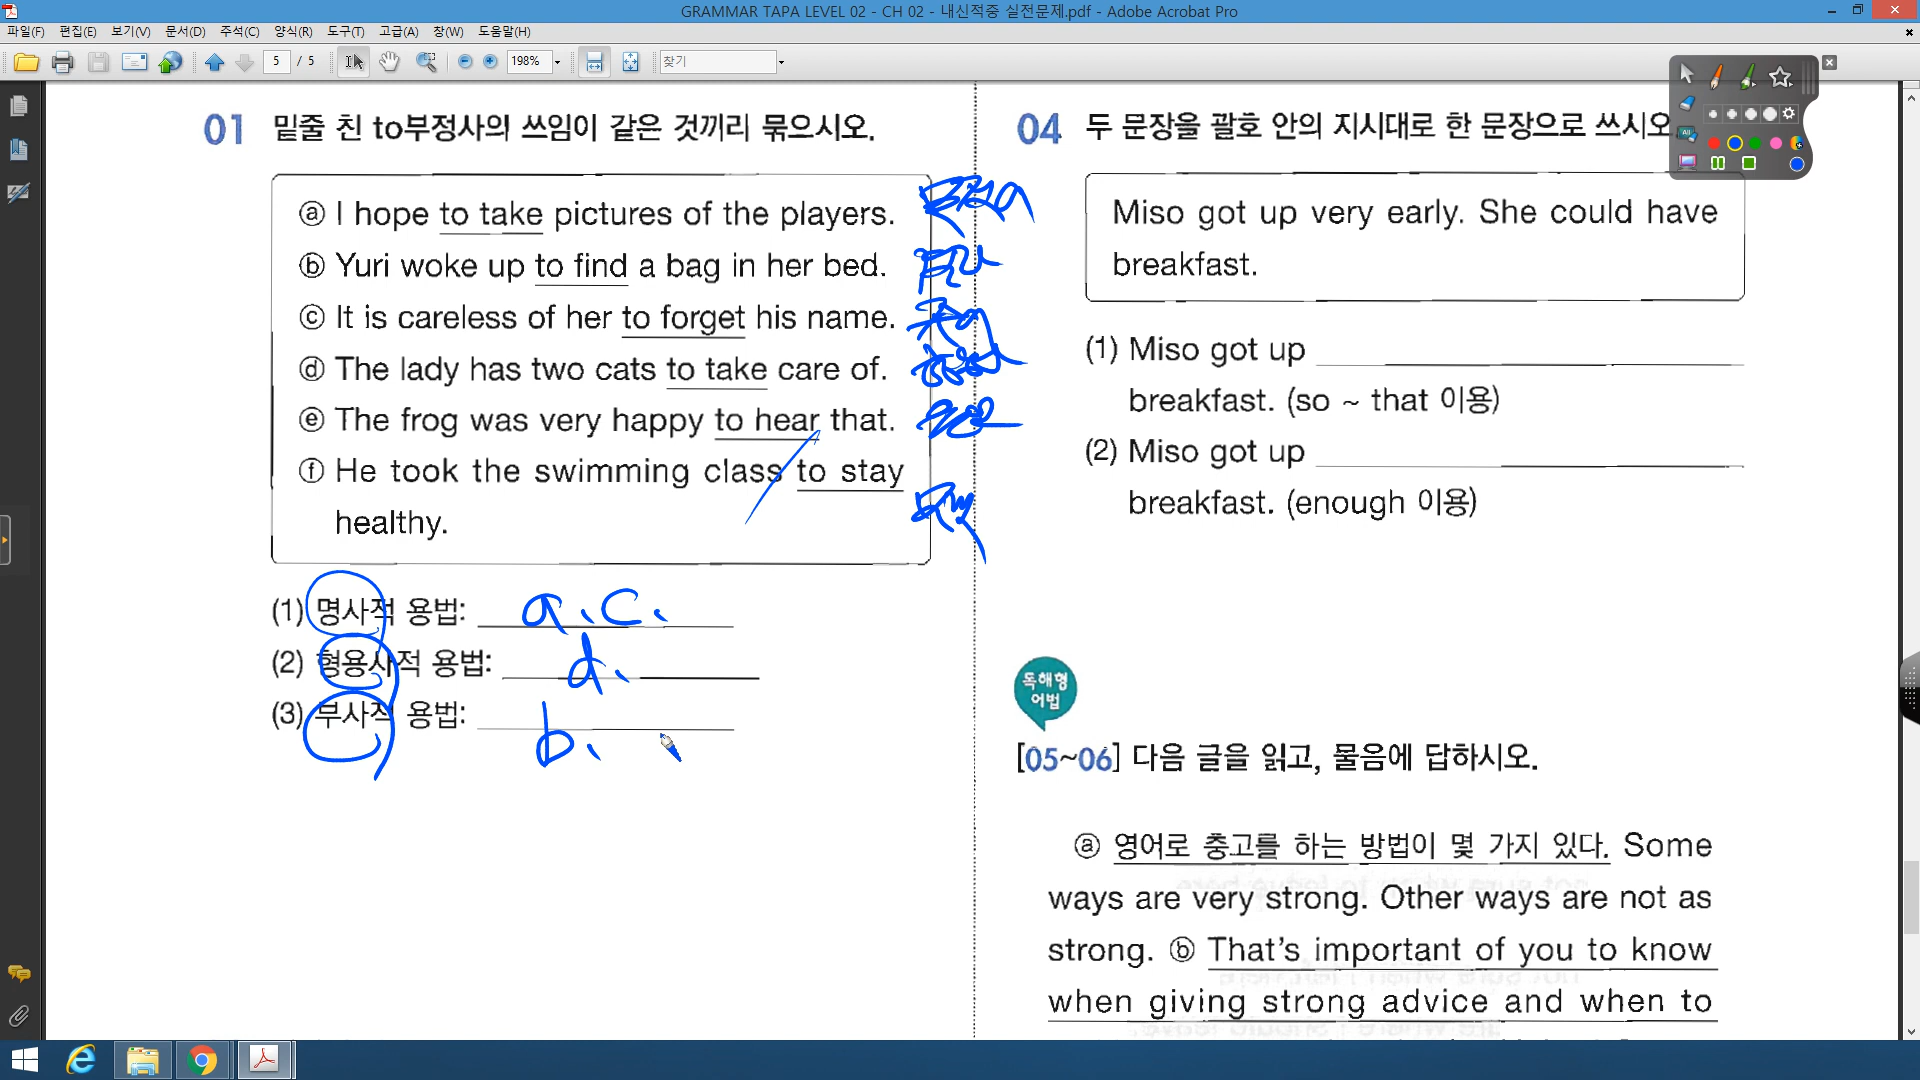 GRAMMAR TAPA LEVEL 02 - CH 02 - 내신적중 실전문제.pdf - Adobe Acrobat Pro
파일(F) 편집(E) 보기(V) 문서(D) 주석(C) 양식(R) 도구(T) 고급(A) 창(W) 도움말(H)
5 / 5 198% 찾기
01 밑줄 친 to부정사의 쓰임이 같은 것끼리 묶으시오.
ⓐ I hope to take pictures of the players.
ⓑ Yuri woke up to find a bag in her bed.
ⓒ It is careless of her to forget his name.
ⓓ The lady has two cats to take care of.
ⓔ The frog was very happy to hear that.
ⓕ He took the swimming class to stay
healthy.
(1) 명사적 용법: a, c,
(2) 형용사적 용법: d,
(3) 부사적 용법: b,
04 두 문장을 괄호 안의 지시대로 한 문장으로 쓰시오
Miso got up very early. She could have
breakfast.
(1) Miso got up
breakfast. (so ~ that 이용)
(2) Miso got up
breakfast. (enough 이용)
독해형
어법
[05~06] 다음 글을 읽고, 물음에 답하시오.
ⓐ 영어로 충고를 하는 방법이 몇 가지 있다. Some
ways are very strong. Other ways are not as
strong. ⓑ That's important of you to know
when giving strong advice and when to